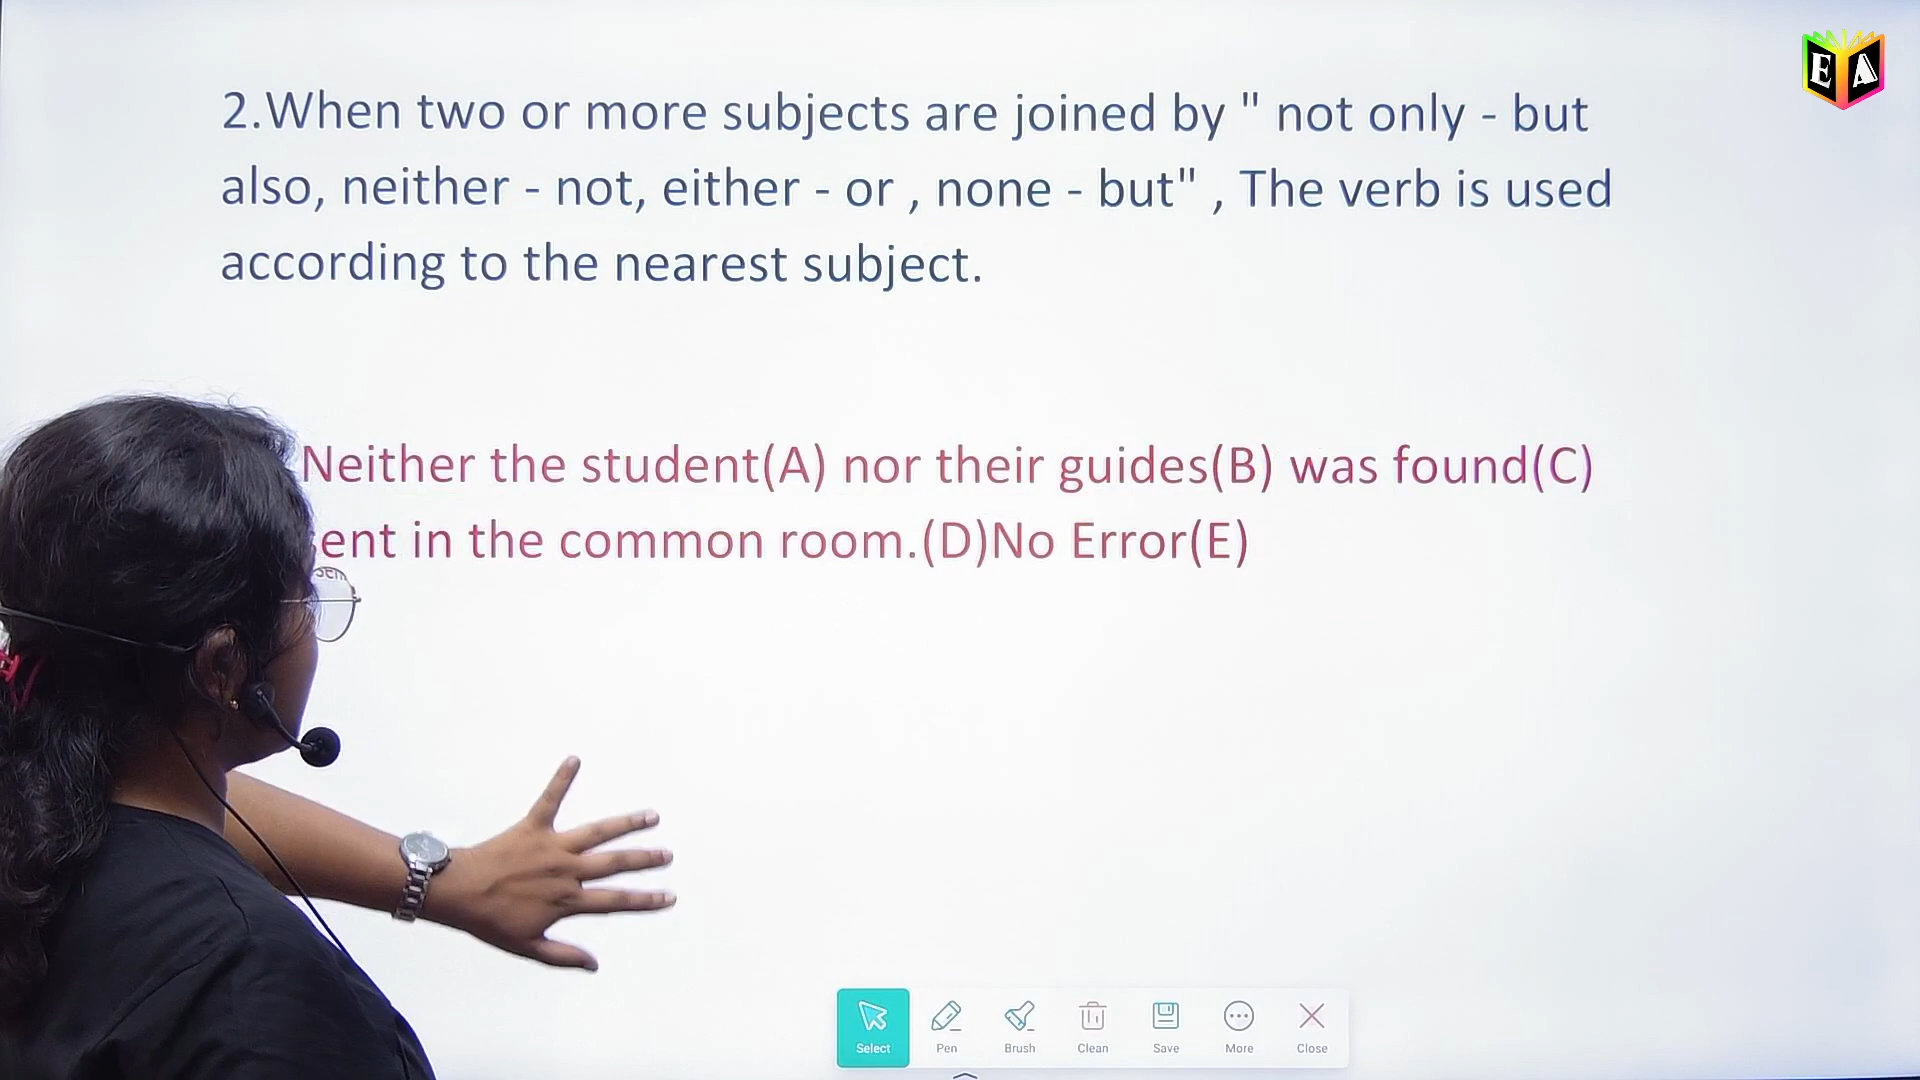 E A
2.When two or more subjects are joined by " not only - but
also, neither - not, either - or , none - but" , The verb is used
according to the nearest subject.
Neither the student(A) nor their guides(B) was found(C)
in the common room.(D)No Error(E)
Select Pen Brush Clean Save More Close